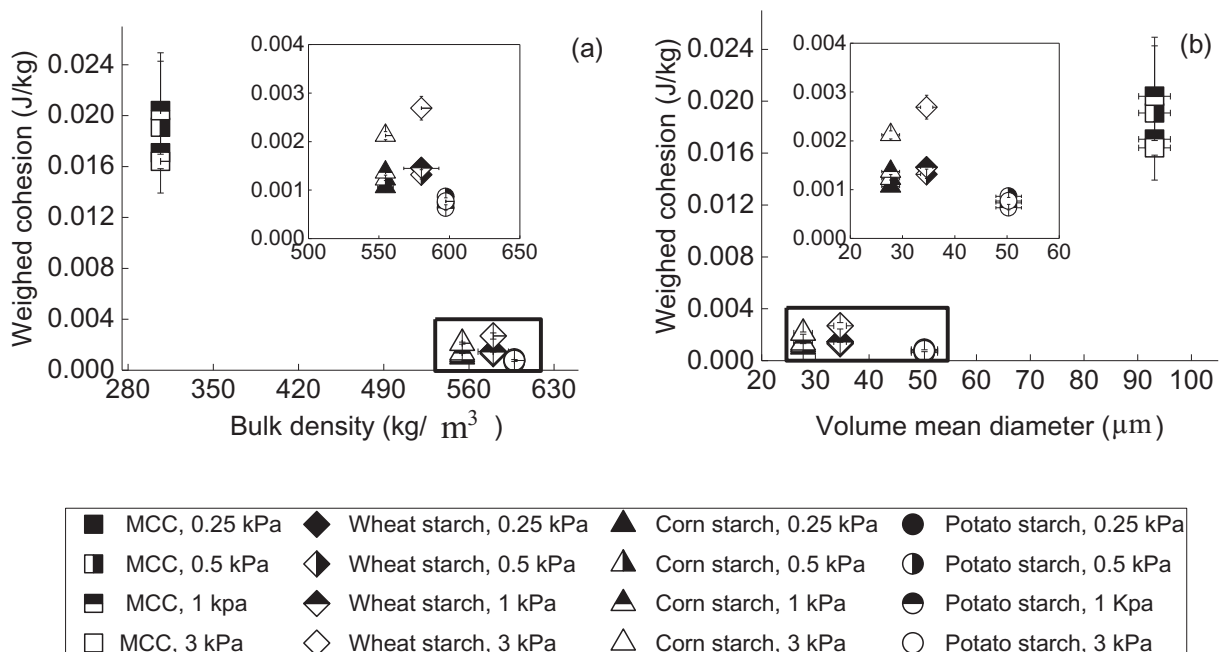 (a)
Weighed cohesion (J/kg)
0.024
0.020
0.016
0.012
0.008
0.004
0.000
280 350 420 490 560 630
Bulk density (kg/ m³ )
0.004
0.003
0.002
0.001
0.000
500 550 600 650
(b)
Weighed cohesion (J/kg)
0.024
0.020
0.016
0.012
0.008
0.004
0.000
20 30 40 50 60 70 80 90 100
Volume mean diameter (μm)
0.004
0.003
0.002
0.001
0.000
20 30 40 50 60
MCC, 0.25 kPa Wheat starch, 0.25 kPa Corn starch, 0.25 kPa Potato starch, 0.25 kPa
MCC, 0.5 kPa Wheat starch, 0.5 kPa Corn starch, 0.5 kPa Potato starch, 0.5 kPa
MCC, 1 kpa Wheat starch, 1 kPa Corn starch, 1 kPa Potato starch, 1 Kpa
MCC, 3 kPa Wheat starch, 3 kPa Corn starch, 3 kPa Potato starch, 3 kPa